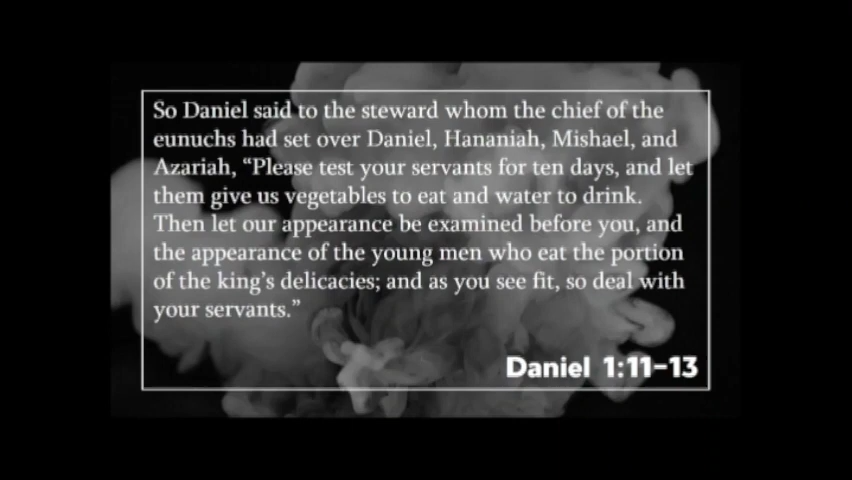 So Daniel said to the steward whom the chief of the
eunuchs had set over Daniel, Hananiah, Mishael, and
Azariah, “Please test your servants for ten days, and let
them give us vegetables to eat and water to drink.
Then let our appearance be examined before you, and
the appearance of the young men who eat the portion
of the king’s delicacies; and as you see fit, so deal with
your servants.”
Daniel 1:11–13